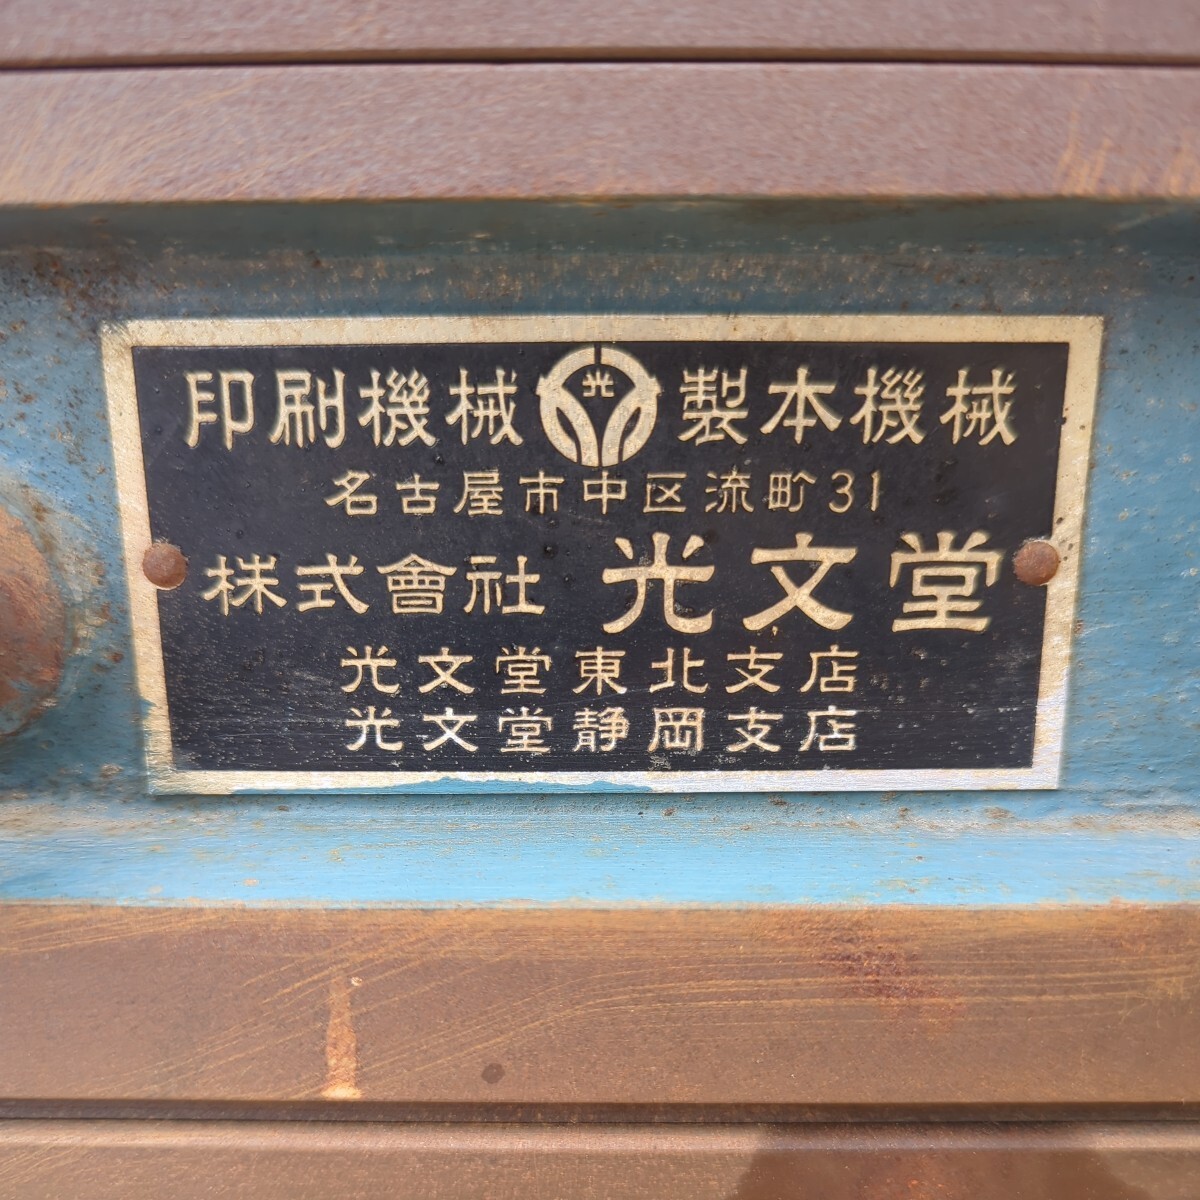 印刷機械 光 製本機械
名古屋市中区流町31
株式會社 光文堂
光文堂東北支店
光文堂静岡支店